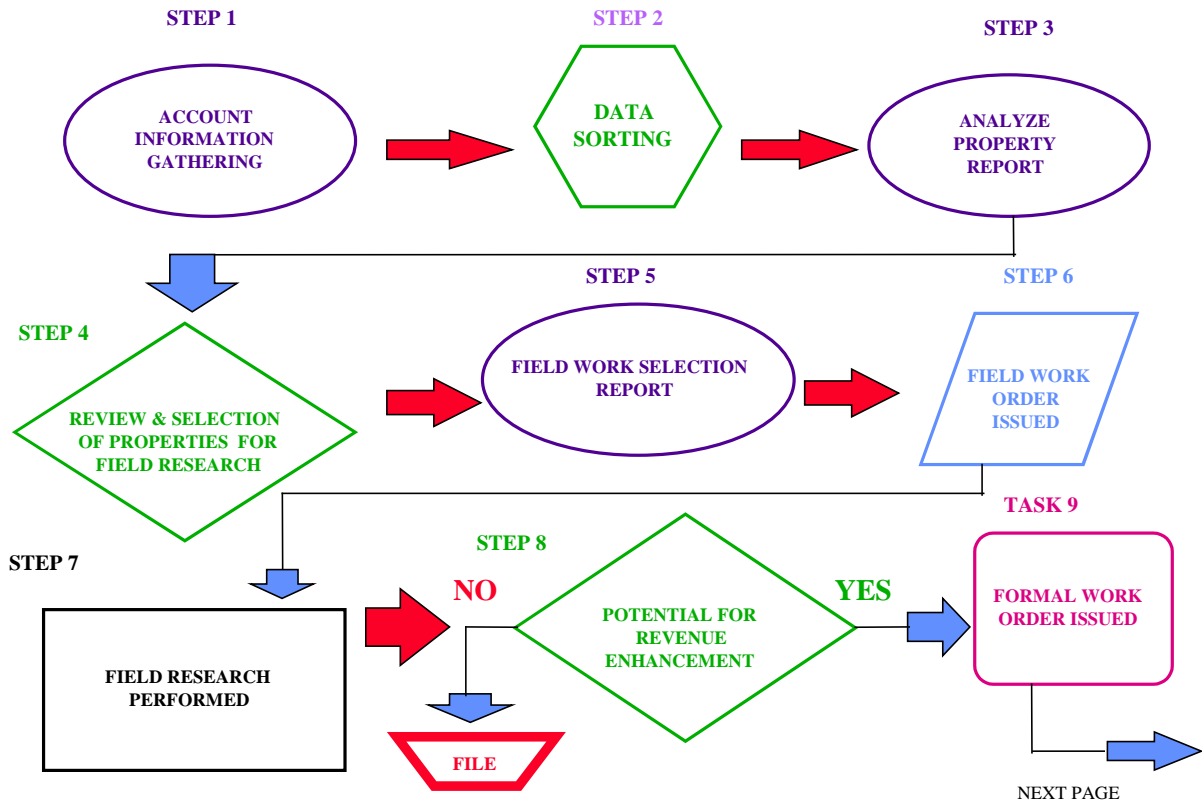 STEP 1
ACCOUNT
INFORMATION
GATHERING
STEP 2
DATA
SORTING
STEP 3
ANALYZE
PROPERTY
REPORT
STEP 4
REVIEW & SELECTION
OF PROPERTIES FOR
FIELD RESEARCH
STEP 5
FIELD WORK SELECTION
REPORT
STEP 6
FIELD WORK
ORDER
ISSUED
STEP 7
FIELD RESEARCH
PERFORMED
STEP 8
POTENTIAL FOR
REVENUE
ENHANCEMENT
NO
FILE
YES
TASK 9
FORMAL WORK
ORDER ISSUED
NEXT PAGE